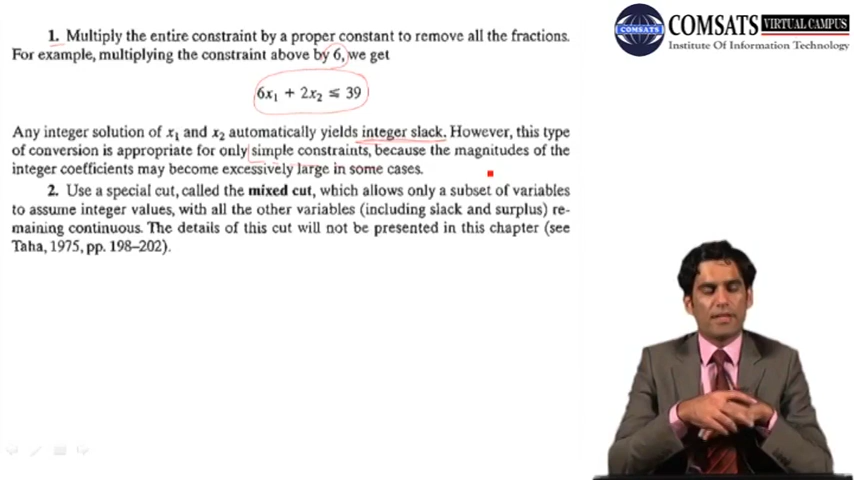 1. Multiply the entire constraint by a proper constant to remove all the fractions.
For example, multiplying the constraint above by 6, we get
6x₁ + 2x₂ ≤ 39
Any integer solution of x₁ and x₂ automatically yields integer slack. However, this type
of conversion is appropriate for only simple constraints, because the magnitudes of the
integer coefficients may become excessively large in some cases.
2. Use a special cut, called the mixed cut, which allows only a subset of variables
to assume integer values, with all the other variables (including slack and surplus) re-
maining continuous. The details of this cut will not be presented in this chapter (see
Taha, 1975, pp. 198–202).
COMSATS
COMSATS VIRTUAL CAMPUS
Institute Of Information Technology